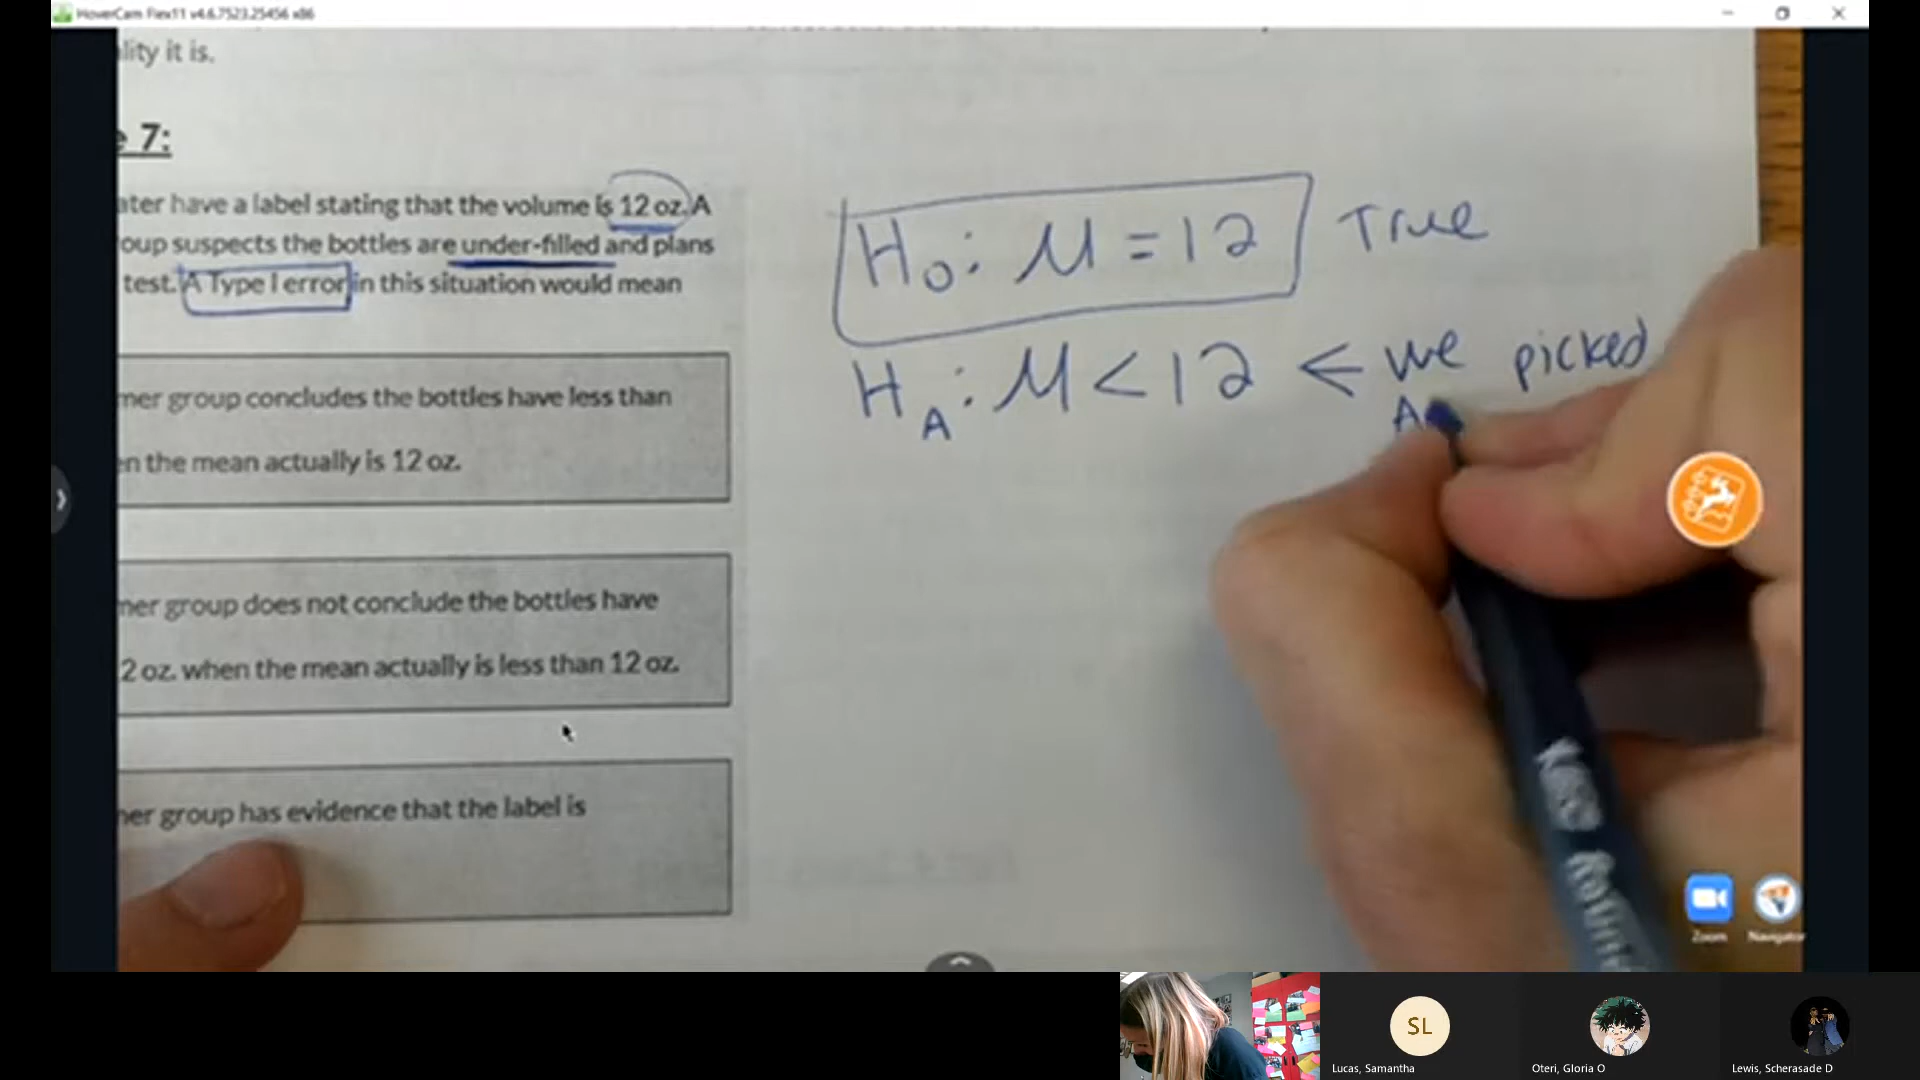 HoverCam Flex11 v4.6.7523.25456 x86
lity it is.
e 7:
ater have a label stating that the volume is 12 oz. A
oup suspects the bottles are under-filled and plans
test. A Type I error in this situation would mean
mer group concludes the bottles have less than
en the mean actually is 12 oz.
ner group does not conclude the bottles have
2 oz. when the mean actually is less than 12 oz.
ner group has evidence that the label is
H₀: μ = 12 True
Hₐ: μ < 12 ← we picked
A
Zoom
Navigator
SL
Lucas, Samantha
Oteri, Gloria O
Lewis, Scherasade D